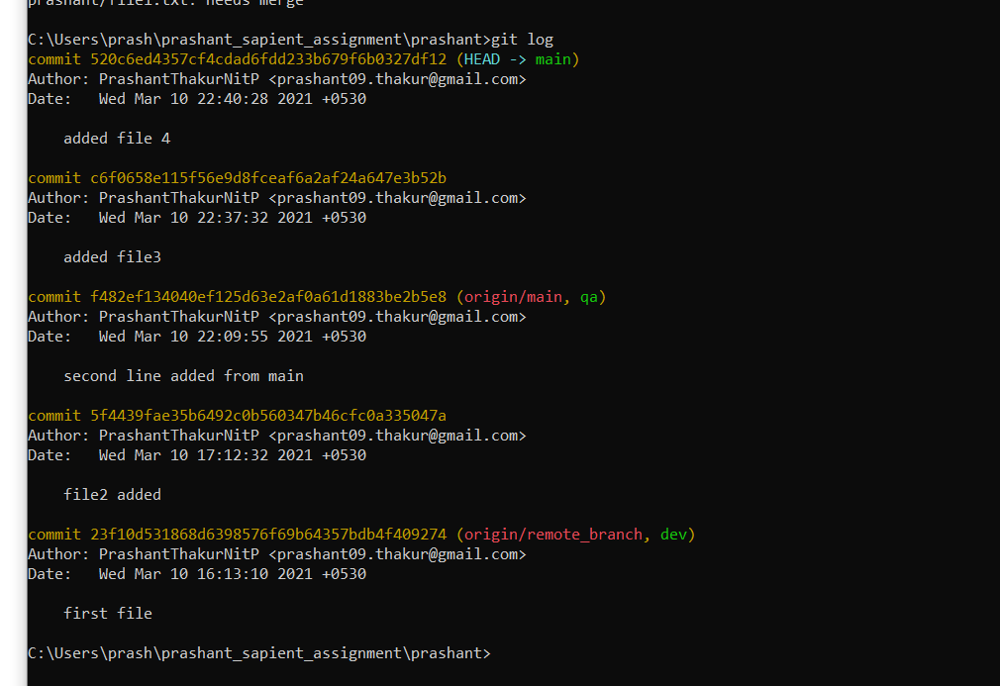 prashant/file1.txt: needs merge
C:\Users\prash\prashant_sapient_assignment\prashant>git log
commit 520c6ed4357cf4cdad6fdd233b679f6b0327df12 (HEAD -> main)
Author: PrashantThakurNitP <prashant09.thakur@gmail.com>
Date:   Wed Mar 10 22:40:28 2021 +0530
added file 4
commit c6f0658e115f56e9d8fceaf6a2af24a647e3b52b
Author: PrashantThakurNitP <prashant09.thakur@gmail.com>
Date:   Wed Mar 10 22:37:32 2021 +0530
added file3
commit f482ef134040ef125d63e2af0a61d1883be2b5e8 (origin/main, qa)
Author: PrashantThakurNitP <prashant09.thakur@gmail.com>
Date:   Wed Mar 10 22:09:55 2021 +0530
second line added from main
commit 5f4439fae35b6492c0b560347b46cfc0a335047a
Author: PrashantThakurNitP <prashant09.thakur@gmail.com>
Date:   Wed Mar 10 17:12:32 2021 +0530
file2 added
commit 23f10d531868d6398576f69b64357bdb4f409274 (origin/remote_branch, dev)
Author: PrashantThakurNitP <prashant09.thakur@gmail.com>
Date:   Wed Mar 10 16:13:10 2021 +0530
first file
C:\Users\prash\prashant_sapient_assignment\prashant>